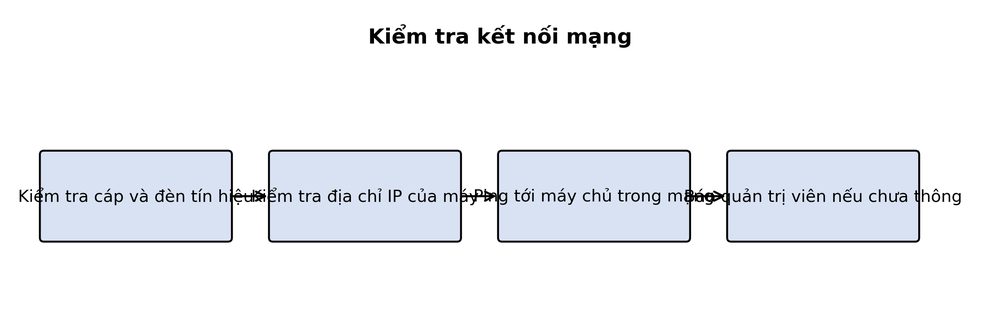 Kiểm tra kết nối mạng
Kiểm tra cáp và đèn tín hiệu
Kiểm tra địa chỉ IP của máy
Ping tới máy chủ trong mạng
Báo quản trị viên nếu chưa thông